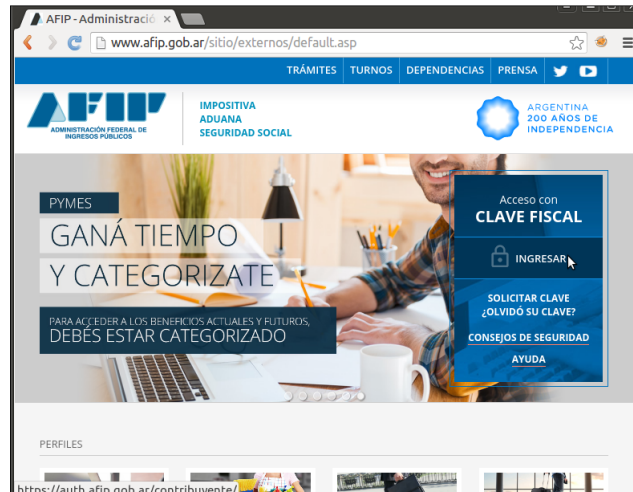 AFIP - Administració
www.afip.gob.ar/sitio/externos/default.asp
TRÁMITES TURNOS DEPENDENCIAS PRENSA
AFIP
ADMINISTRACIÓN FEDERAL DE
INGRESOS PÚBLICOS
IMPOSITIVA
ADUANA
SEGURIDAD SOCIAL
ARGENTINA
200 AÑOS DE
INDEPENDENCIA
PYMES
GANÁ TIEMPO
Y CATEGORIZATE
PARA ACCEDER A LOS BENEFICIOS ACTUALES Y FUTUROS,
DEBÉS ESTAR CATEGORIZADO
Acceso con
CLAVE FISCAL
INGRESAR
SOLICITAR CLAVE
¿OLVIDÓ SU CLAVE?
CONSEJOS DE SEGURIDAD
AYUDA
PERFILES
https://auth.afip.gob.ar/contribuyente/